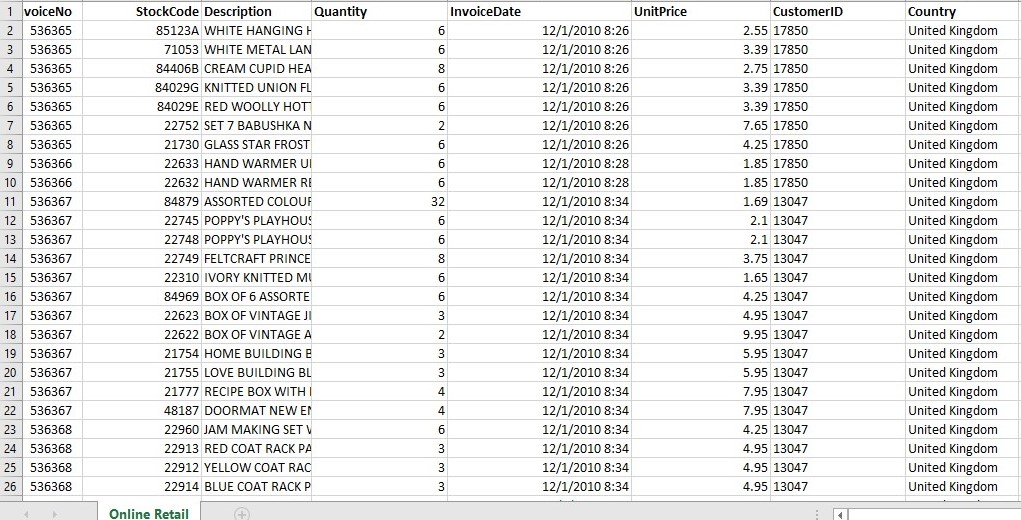 1 voiceNo StockCode Description Quantity InvoiceDate UnitPrice CustomerID Country
2 536365 85123A WHITE HANGING H 6 12/1/2010 8:26 2.55 17850 United Kingdom
3 536365 71053 WHITE METAL LAN 6 12/1/2010 8:26 3.39 17850 United Kingdom
4 536365 84406B CREAM CUPID HEA 8 12/1/2010 8:26 2.75 17850 United Kingdom
5 536365 84029G KNITTED UNION FL 6 12/1/2010 8:26 3.39 17850 United Kingdom
6 536365 84029E RED WOOLLY HOTT 6 12/1/2010 8:26 3.39 17850 United Kingdom
7 536365 22752 SET 7 BABUSHKA N 2 12/1/2010 8:26 7.65 17850 United Kingdom
8 536365 21730 GLASS STAR FROST 6 12/1/2010 8:26 4.25 17850 United Kingdom
9 536366 22633 HAND WARMER UI 6 12/1/2010 8:28 1.85 17850 United Kingdom
10 536366 22632 HAND WARMER RE 6 12/1/2010 8:28 1.85 17850 United Kingdom
11 536367 84879 ASSORTED COLOUR 32 12/1/2010 8:34 1.69 13047 United Kingdom
12 536367 22745 POPPY'S PLAYHOUS 6 12/1/2010 8:34 2.1 13047 United Kingdom
13 536367 22748 POPPY'S PLAYHOUS 6 12/1/2010 8:34 2.1 13047 United Kingdom
14 536367 22749 FELTCRAFT PRINCE 8 12/1/2010 8:34 3.75 13047 United Kingdom
15 536367 22310 IVORY KNITTED MU 6 12/1/2010 8:34 1.65 13047 United Kingdom
16 536367 84969 BOX OF 6 ASSORTE 6 12/1/2010 8:34 4.25 13047 United Kingdom
17 536367 22623 BOX OF VINTAGE JI 3 12/1/2010 8:34 4.95 13047 United Kingdom
18 536367 22622 BOX OF VINTAGE A 2 12/1/2010 8:34 9.95 13047 United Kingdom
19 536367 21754 HOME BUILDING B 3 12/1/2010 8:34 5.95 13047 United Kingdom
20 536367 21755 LOVE BUILDING BL 3 12/1/2010 8:34 5.95 13047 United Kingdom
21 536367 21777 RECIPE BOX WITH 4 12/1/2010 8:34 7.95 13047 United Kingdom
22 536367 48187 DOORMAT NEW EN 4 12/1/2010 8:34 7.95 13047 United Kingdom
23 536368 22960 JAM MAKING SET W 6 12/1/2010 8:34 4.25 13047 United Kingdom
24 536368 22913 RED COAT RACK PA 3 12/1/2010 8:34 4.95 13047 United Kingdom
25 536368 22912 YELLOW COAT RAC 3 12/1/2010 8:34 4.95 13047 United Kingdom
26 536368 22914 BLUE COAT RACK P 3 12/1/2010 8:34 4.95 13047 United Kingdom
Online Retail